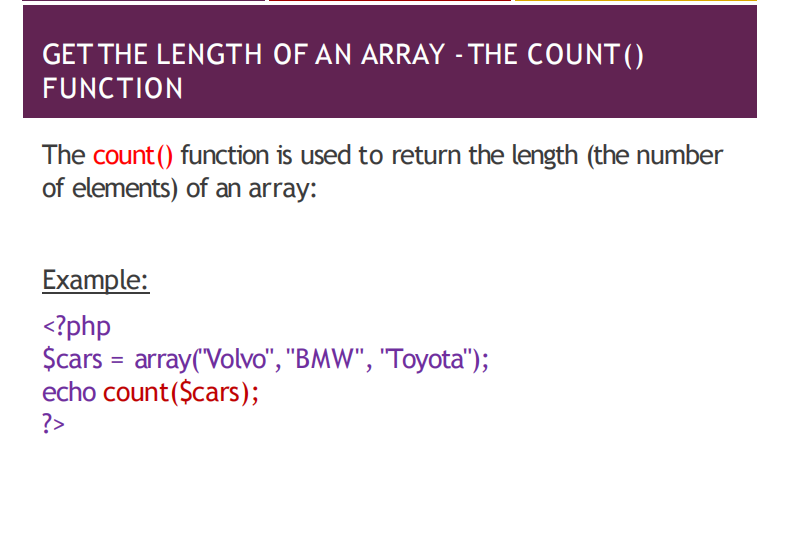 GET THE LENGTH OF AN ARRAY - THE COUNT()
FUNCTION
The count() function is used to return the length (the number
of elements) of an array:
Example:
<?php
$cars = array("Volvo", "BMW", "Toyota");
echo count($cars);
?>